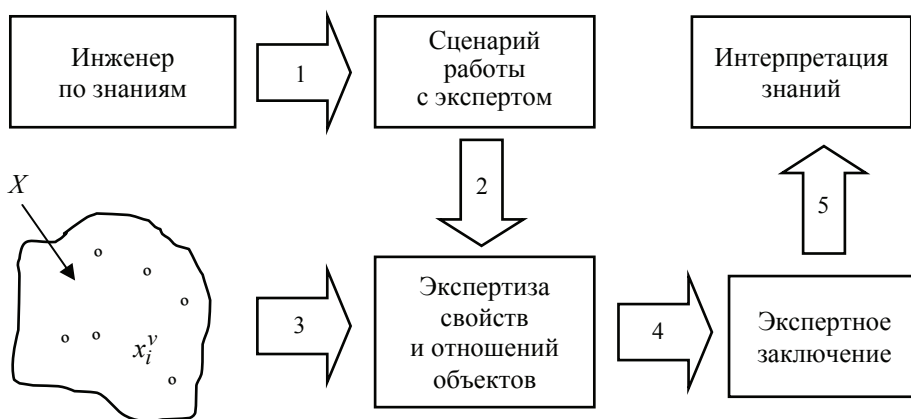 Инженер
по знаниям
1
Сценарий
работы
с экспертом
Интерпретация
знаний
2
5
X
x_i^v
3
Экспертиза
свойств
и отношений
объектов
4
Экспертное
заключение